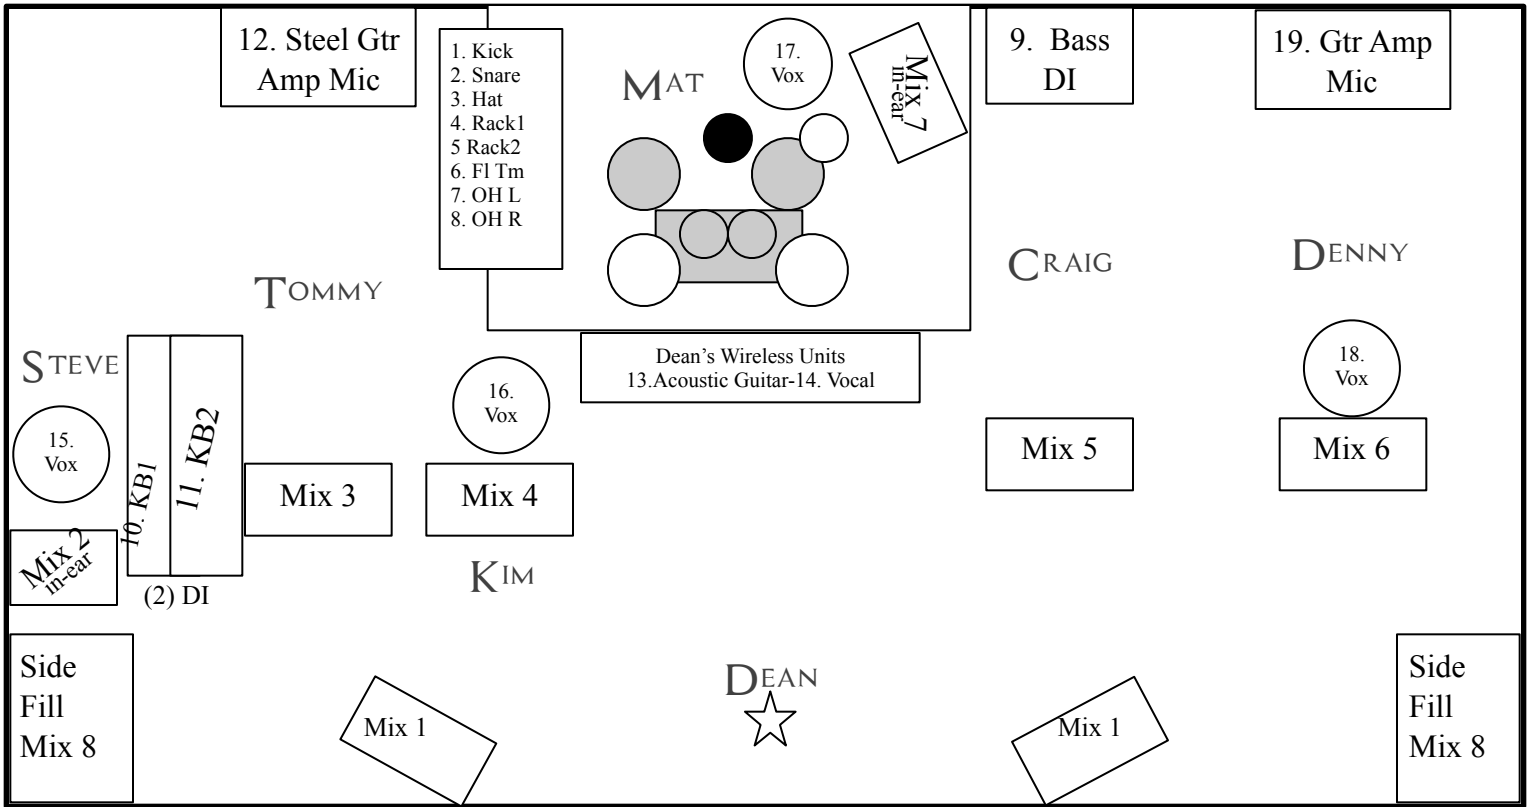 12. Steel Gtr
Amp Mic
1. Kick
2. Snare
3. Hat
4. Rack1
5 Rack2
6. Fl Tm
7. OH L
8. OH R
MAT
17.
Vox
Mix 7
in-ear
9.  Bass
DI
19. Gtr Amp
Mic
TOMMY
CRAIG
DENNY
STEVE
15.
Vox
10. KB1
11. KB2
(2) DI
Mix 2
in-ear
Mix 3
16.
Vox
Mix 4
KIM
Dean’s Wireless Units
13.Acoustic Guitar-14. Vocal
Mix 5
18.
Vox
Mix 6
Side
Fill
Mix 8
Mix 1
DEAN
Mix 1
Side
Fill
Mix 8